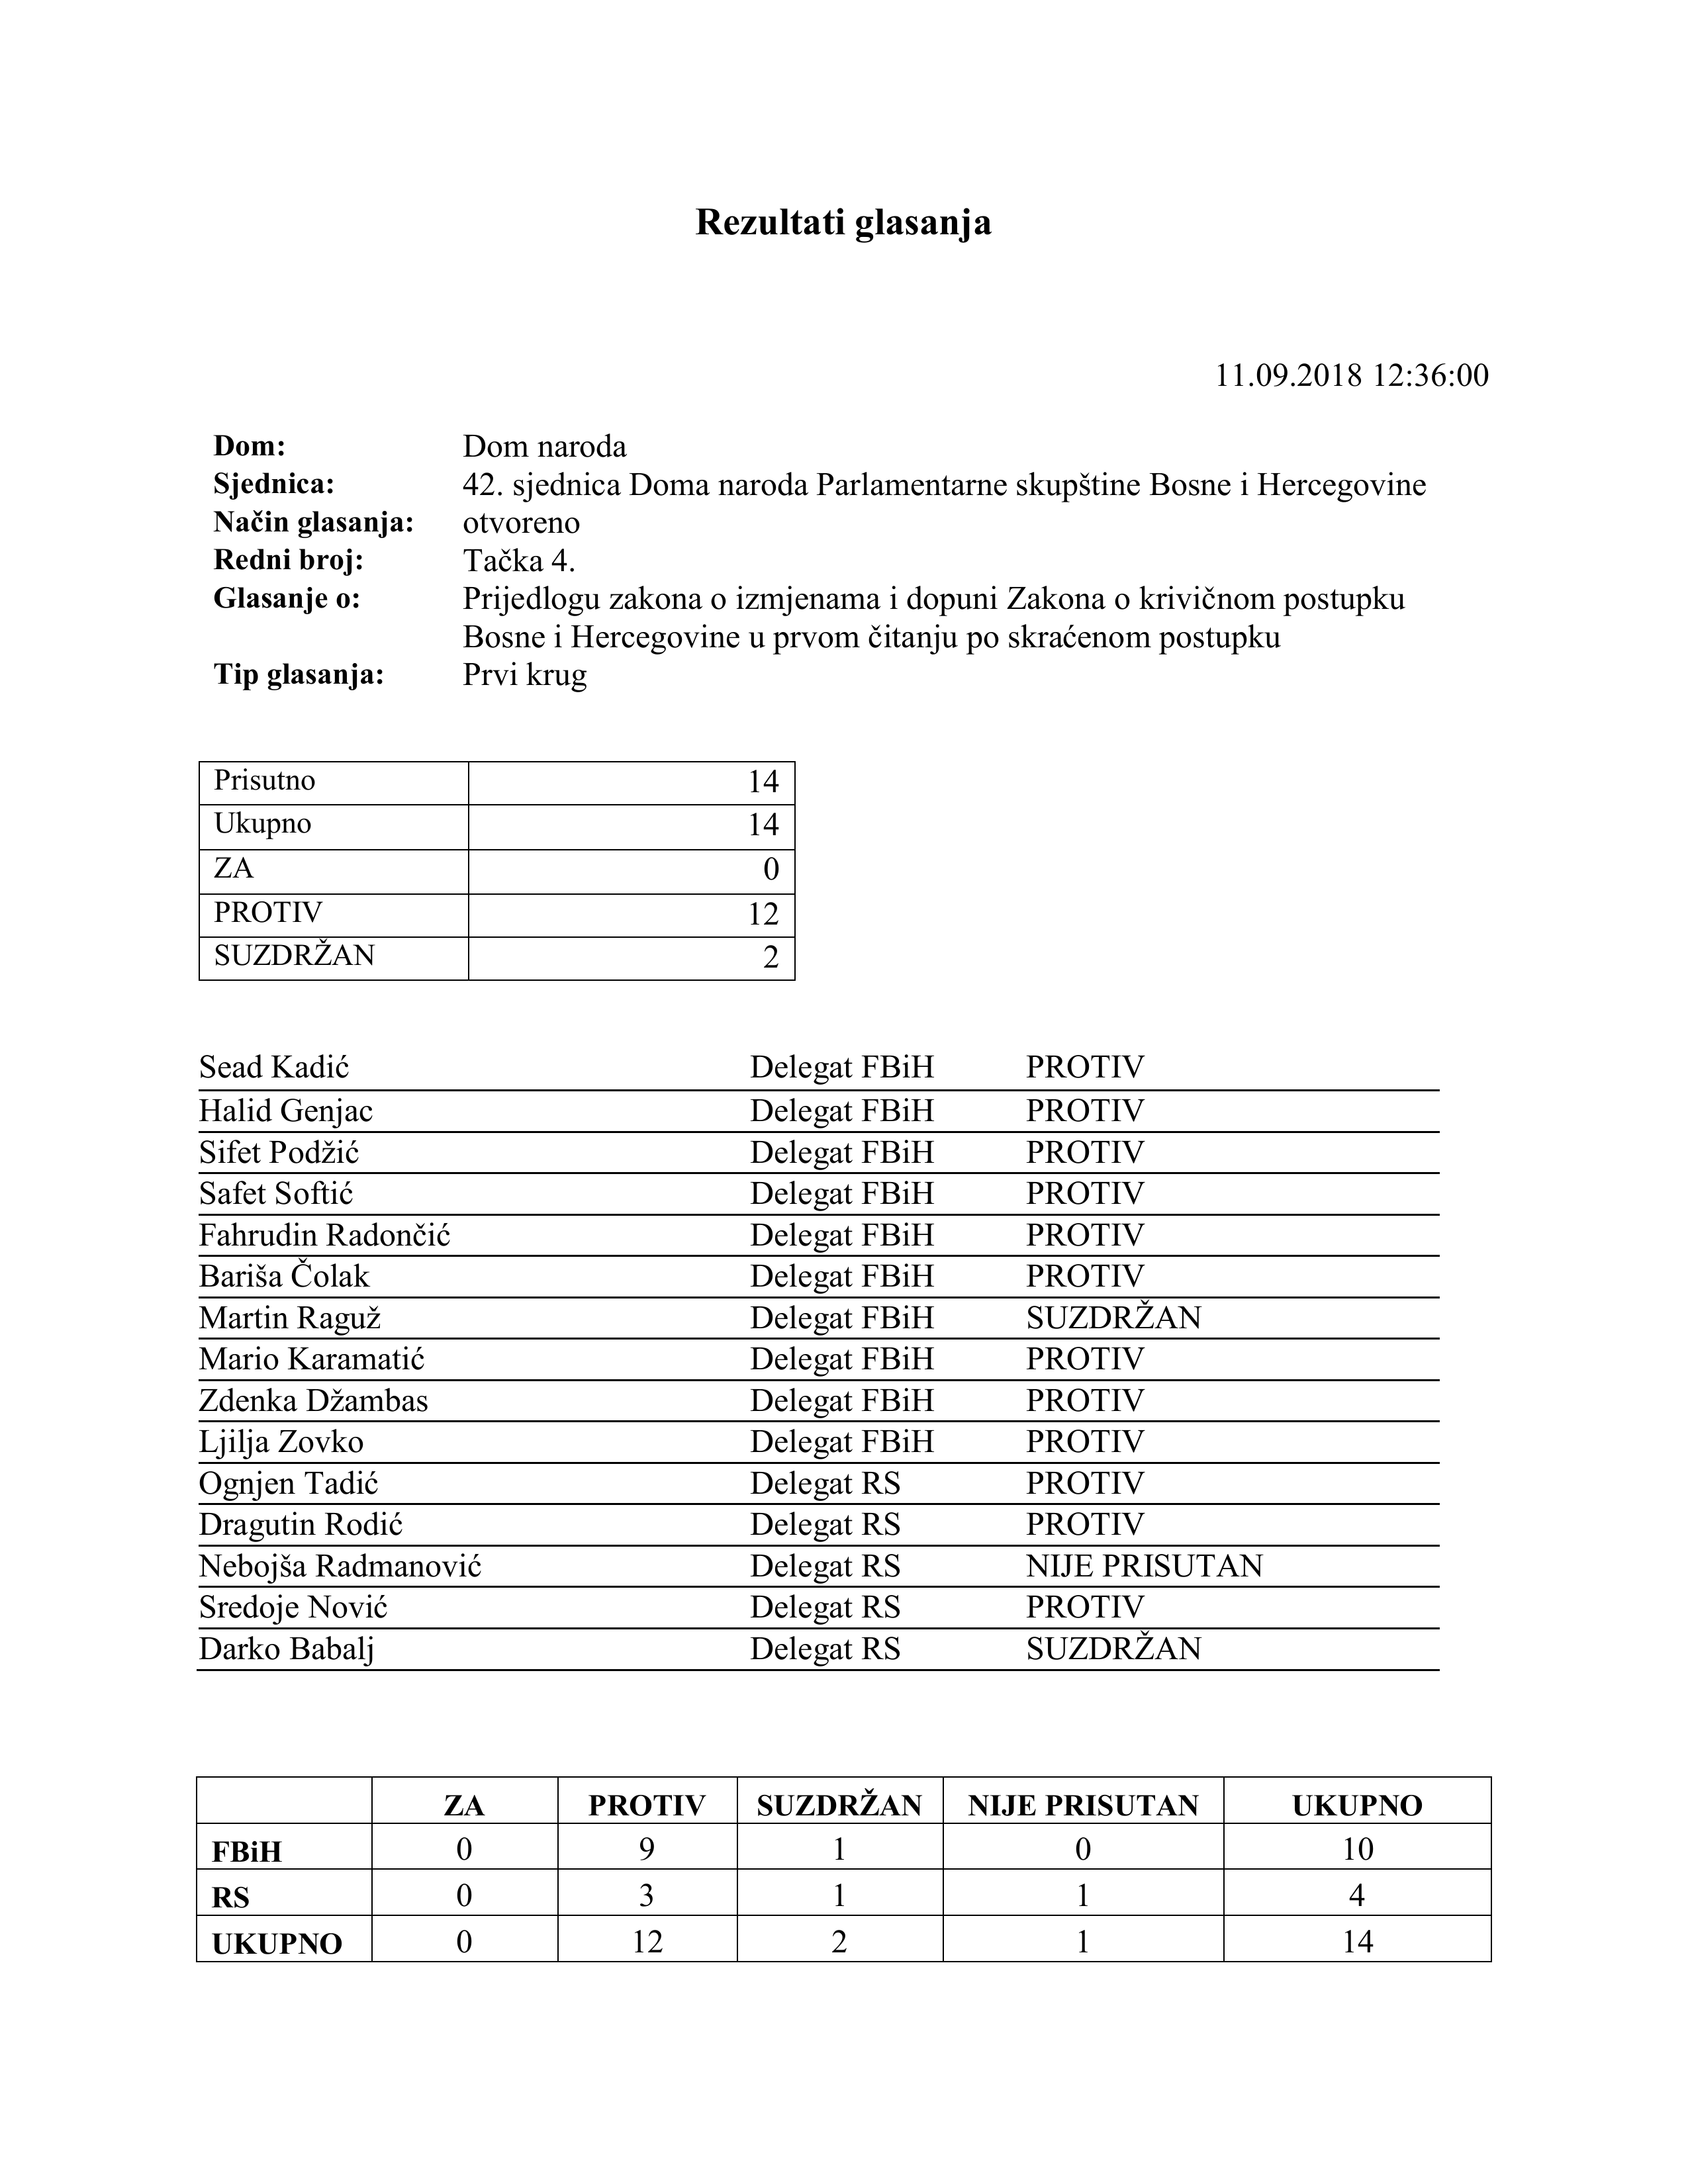 Rezultati glasanja
11.09.2018 12:36:00
Dom: Dom naroda
Sjednica: 42. sjednica Doma naroda Parlamentarne skupštine Bosne i Hercegovine
Način glasanja: otvoreno
Redni broj: Tačka 4.
Glasanje o: Prijedlogu zakona o izmjenama i dopuni Zakona o krivičnom postupku
Bosne i Hercegovine u prvom čitanju po skraćenom postupku
Tip glasanja: Prvi krug
Prisutno 14
Ukupno 14
ZA 0
PROTIV 12
SUZDRŽAN 2
Sead Kadić Delegat FBiH PROTIV
Halid Genjac Delegat FBiH PROTIV
Sifet Podžić Delegat FBiH PROTIV
Safet Softić Delegat FBiH PROTIV
Fahrudin Radončić Delegat FBiH PROTIV
Bariša Čolak Delegat FBiH PROTIV
Martin Raguž Delegat FBiH SUZDRŽAN
Mario Karamatić Delegat FBiH PROTIV
Zdenka Džambas Delegat FBiH PROTIV
Ljilja Zovko Delegat FBiH PROTIV
Ognjen Tadić Delegat RS PROTIV
Dragutin Rodić Delegat RS PROTIV
Nebojša Radmanović Delegat RS NIJE PRISUTAN
Sredoje Nović Delegat RS PROTIV
Darko Babalj Delegat RS SUZDRŽAN
ZA PROTIV SUZDRŽAN NIJE PRISUTAN UKUPNO
FBiH 0 9 1 0 10
RS 0 3 1 1 4
UKUPNO 0 12 2 1 14